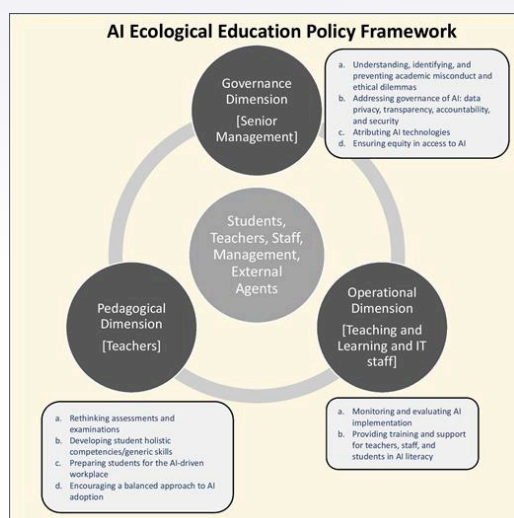 AI Ecological Education Policy Framework
Governance
Dimension
[Senior
Management]
a. Understanding, identifying, and
preventing academic misconduct and
ethical dilemmas
b. Addressing governance of AI: data
privacy, transparency, accountability,
and security
c. Atributing AI technologies
d. Ensuring equity in access to AI
Students,
Teachers, Staff,
Management,
External
Agents
Pedagogical
Dimension
[Teachers]
Operational
Dimension
[Teaching and
Learning and IT
staff]
a. Rethinking assessments and
examinations
b. Developing student holistic
competencies/generic skills
c. Preparing students for the AI-driven
workplace
d. Encouraging a balanced approach to AI
adoption
a. Monitoring and evaluating AI
implementation
b. Providing training and support
for teachers, staff, and
students in AI literacy